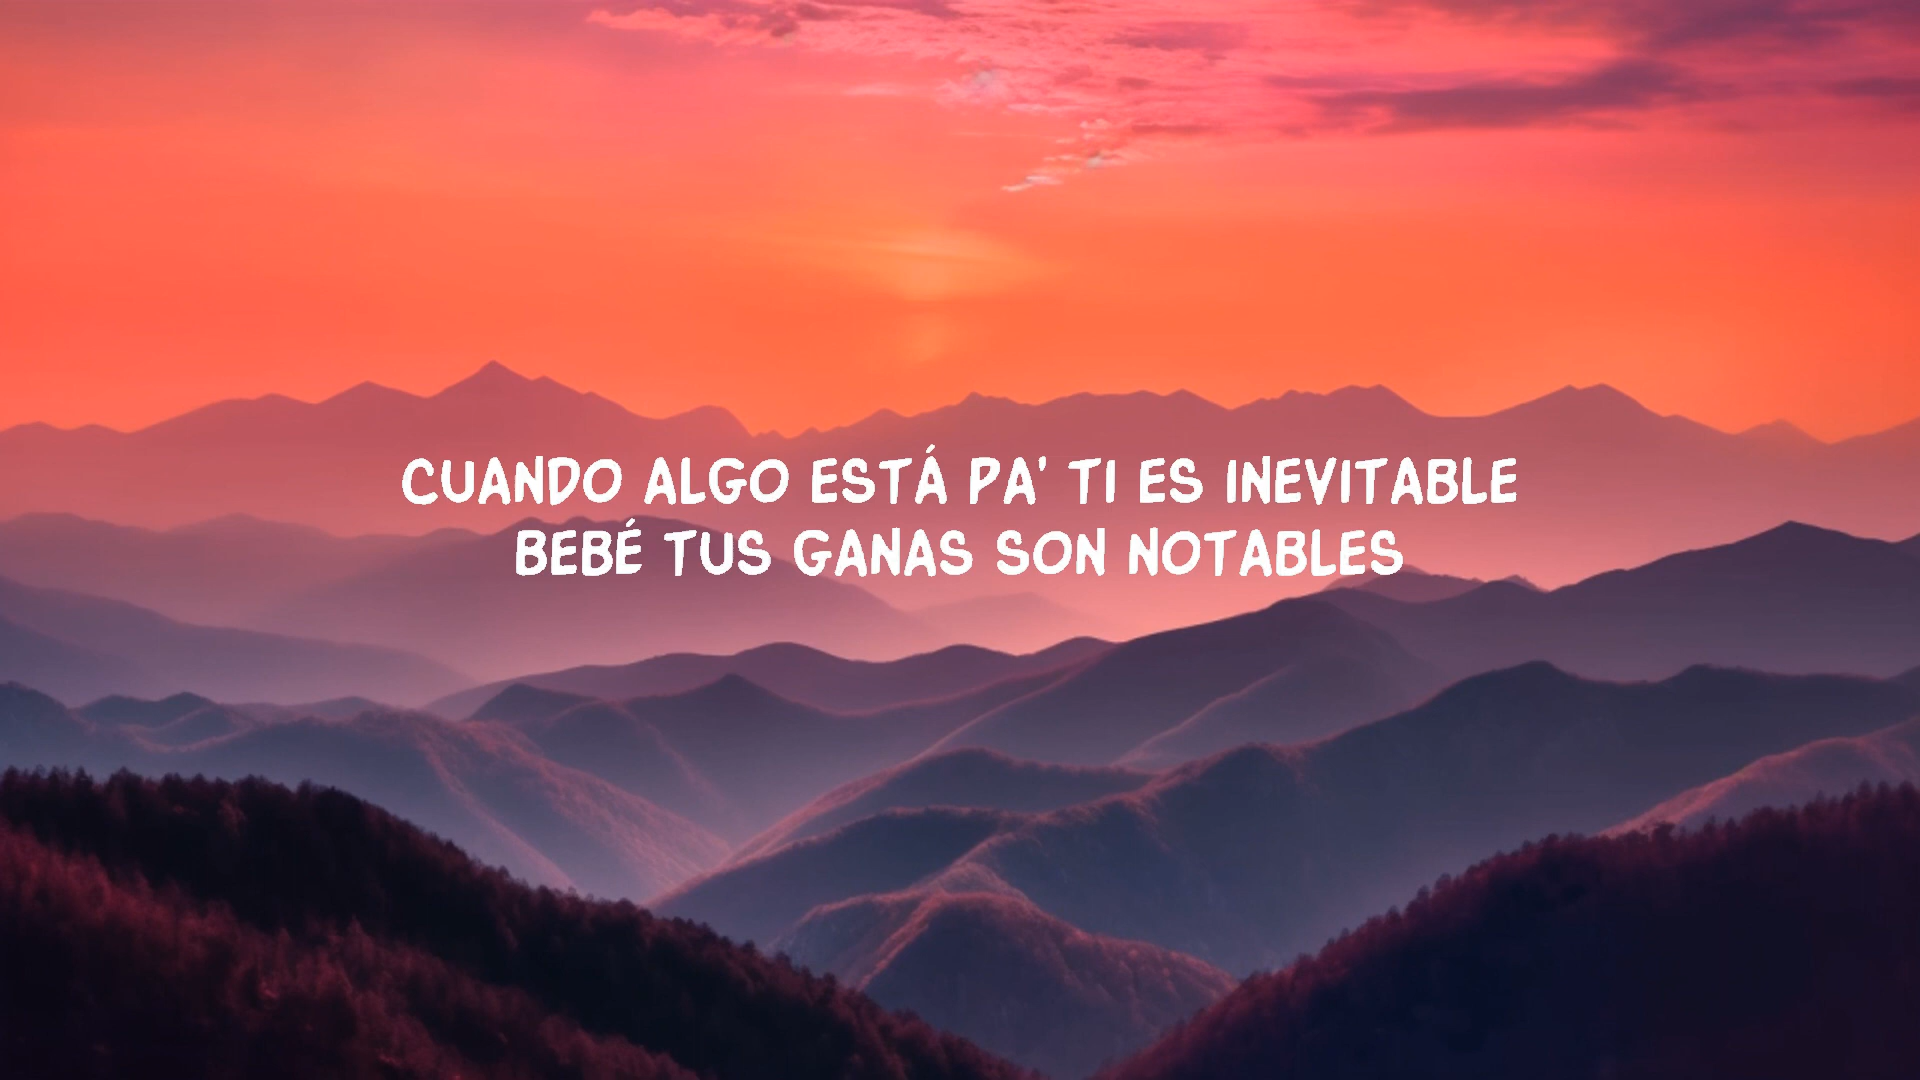 CUANDO ALGO ESTÁ PA' TI ES INEVITABLE
BEBÉ TUS GANAS SON NOTABLES